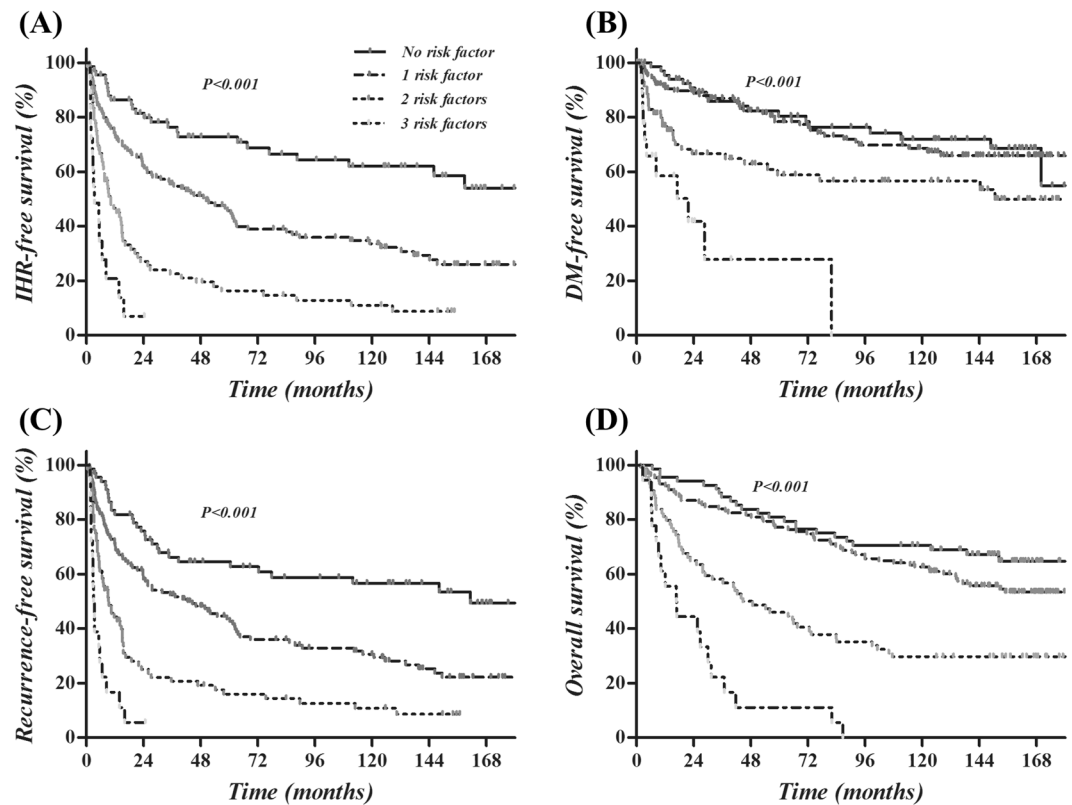 (A)
IHR-free survival (%)
100
80
60
40
20
0
No risk factor
1 risk factor
2 risk factors
3 risk factors
P<0.001
0 24 48 72 96 120 144 168
Time (months)
(B)
DM-free survival (%)
100
80
60
40
20
0
P<0.001
0 24 48 72 96 120 144 168
Time (months)
(C)
Recurrence-free survival (%)
100
80
60
40
20
0
P<0.001
0 24 48 72 96 120 144 168
Time (months)
(D)
Overall survival (%)
100
80
60
40
20
0
P<0.001
0 24 48 72 96 120 144 168
Time (months)